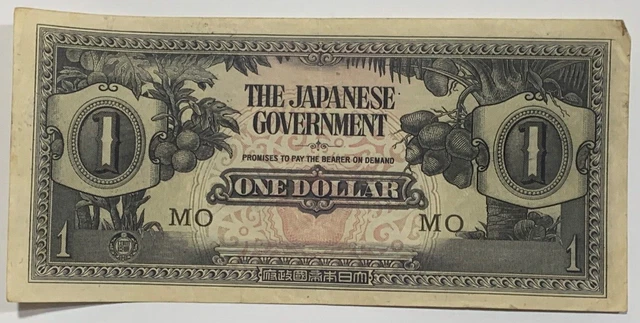 THE JAPANESE
GOVERNMENT
PROMISES TO PAY THE BEARER ON DEMAND
ONE DOLLAR
1
1
MO
MO
1
1
大日本帝國政府